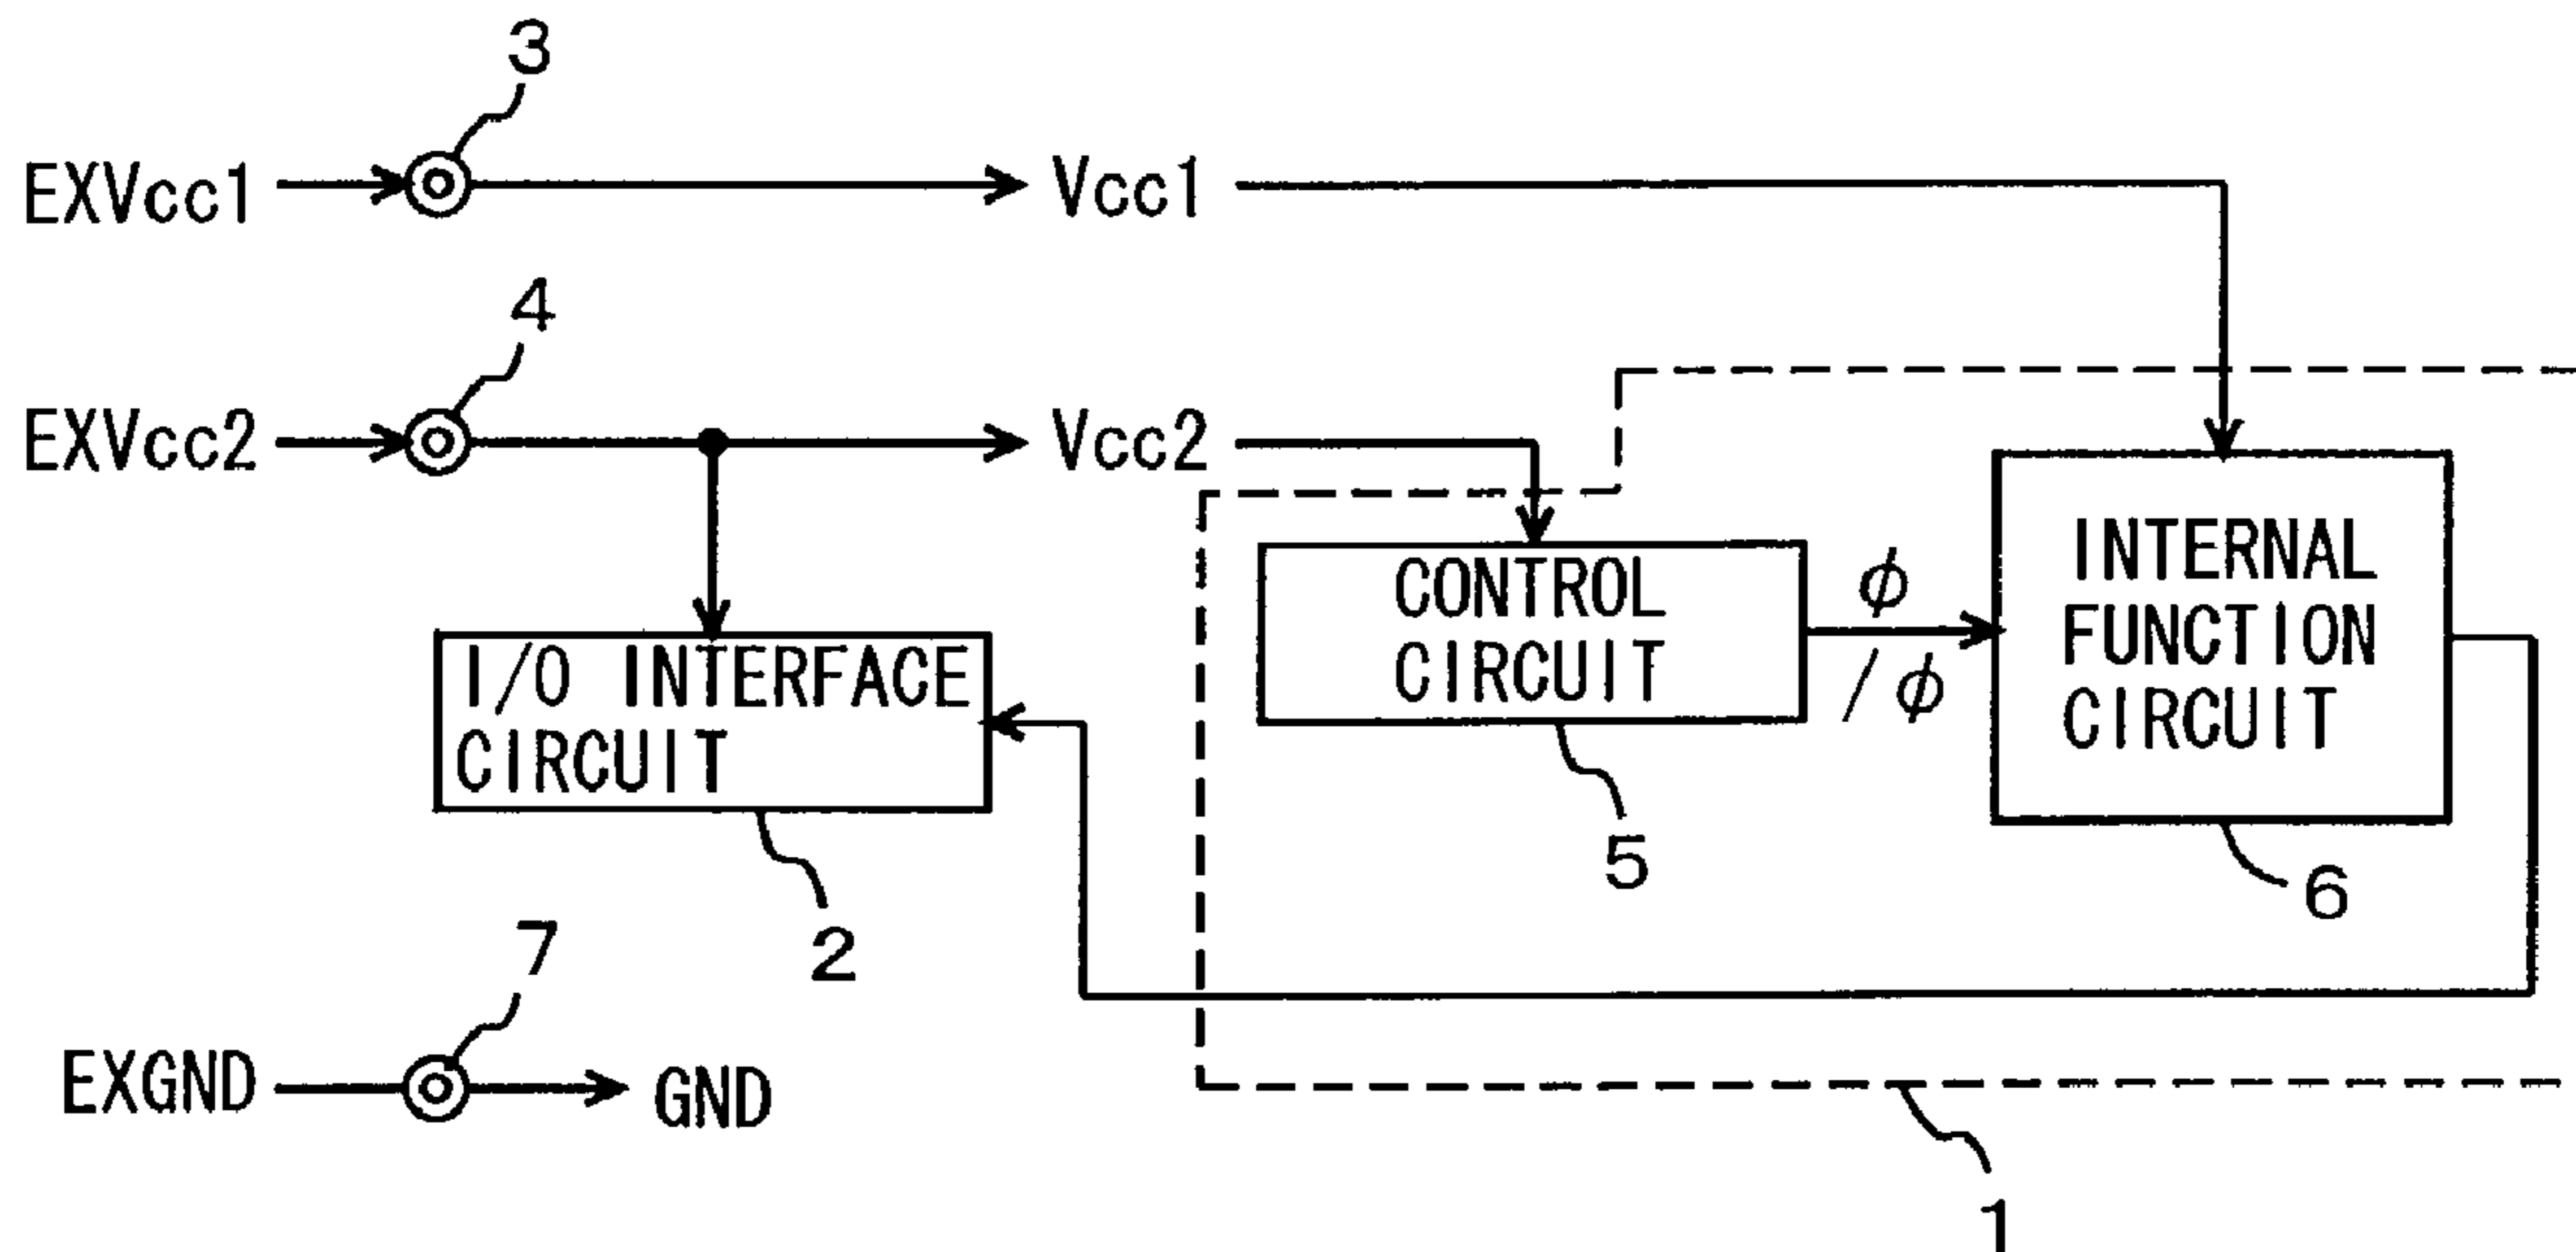 3
EXVcc1
Vcc1
4
EXVcc2
Vcc2
CONTROL
CIRCUIT
ϕ
/ϕ
INTERNAL
FUNCTION
CIRCUIT
I/O INTERFACE
CIRCUIT
5
6
2
7
EXGND
GND
1